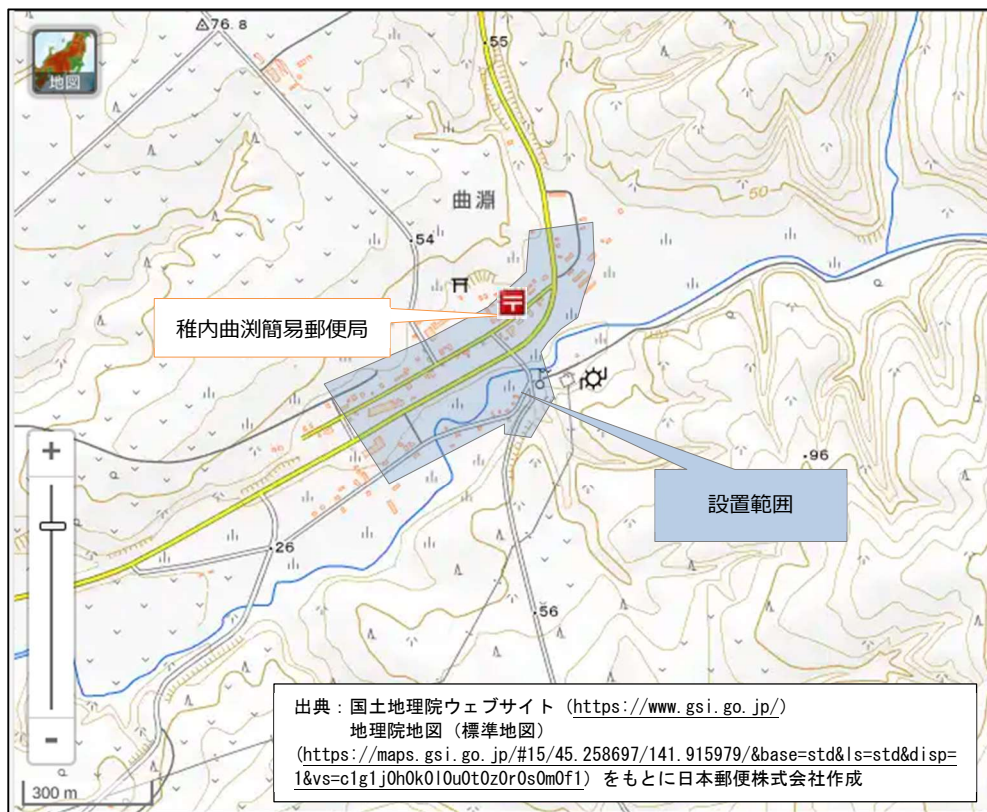 76.8
地図
55
曲淵
50
54
稚内曲渕簡易郵便局
96
設置範囲
26
56
300 m
出典：国土地理院ウェブサイト（https://www.gsi.go.jp/）
地理院地図（標準地図）
（https://maps.gsi.go.jp/#15/45.258697/141.915979/&base=std&ls=std&disp=
1&vs=c1g1j0h0k0l0u0t0z0r0s0m0f1）をもとに日本郵便株式会社作成